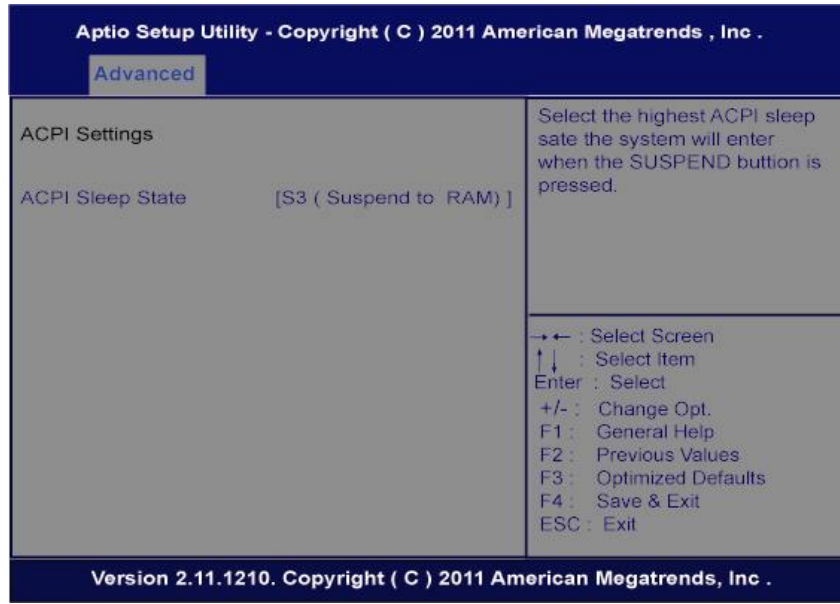 Aptio Setup Utility - Copyright ( C ) 2011 American Megatrends , Inc .
Advanced
ACPI Settings
ACPI Sleep State [S3 ( Suspend to RAM) ]
Select the highest ACPI sleep
sate the system will enter
when the SUSPEND buttion is
pressed.
→← : Select Screen
↑↓ : Select Item
Enter : Select
+/- : Change Opt.
F1 : General Help
F2 : Previous Values
F3 : Optimized Defaults
F4 : Save & Exit
ESC : Exit
Version 2.11.1210. Copyright ( C ) 2011 American Megatrends, Inc .